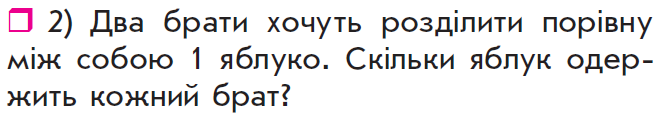 ❒ 2) Два брати хочуть розділити порівну
між собою 1 яблуко. Скільки яблук одер-
жить кожний брат?